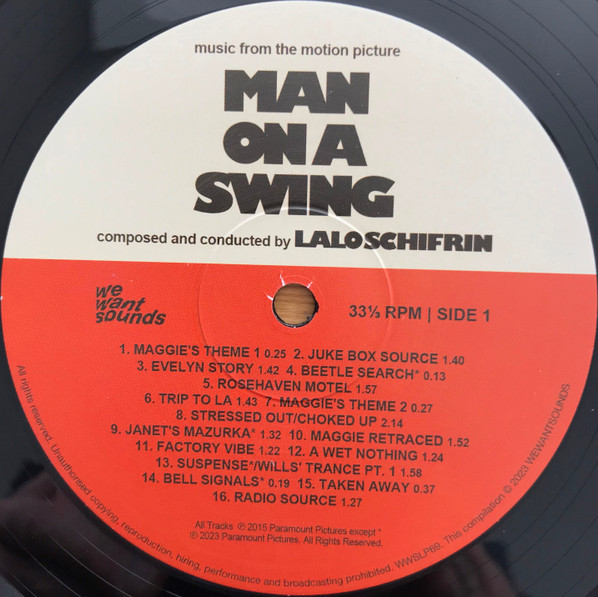 music from the motion picture
MAN
ON A
SWING
composed and conducted by LALO SCHIFRIN
we
want
sounds
33⅓ RPM | SIDE 1
1. MAGGIE'S THEME 1 0.25 2. JUKE BOX SOURCE 1.40
3. EVELYN STORY 1.42 4. BEETLE SEARCH* 0.13
5. ROSEHAVEN MOTEL 1.57
6. TRIP TO LA 1.43 7. MAGGIE'S THEME 2 0.27
8. STRESSED OUT/CHOKED UP 2:14
9. JANET'S MAZURKA* 1.32 10. MAGGIE RETRACED 1.52
11. FACTORY VIBE 1.22 12. A WET NOTHING 1.24
13. SUSPENSE*/WILLS' TRANCE PT. 1 1.58
14. BELL SIGNALS* 0.19 15. TAKEN AWAY 0.37
16. RADIO SOURCE 1.27
All Tracks ℗ 2015 Paramount Pictures except *
℗ 2023 Paramount Pictures. All Rights Reserved.
All rights reserved. Unauthorised copying, reproduction, hiring, performance and broadcasting prohibited. WWSLP69. This compilation © 2023 WEWANTSOUNDS